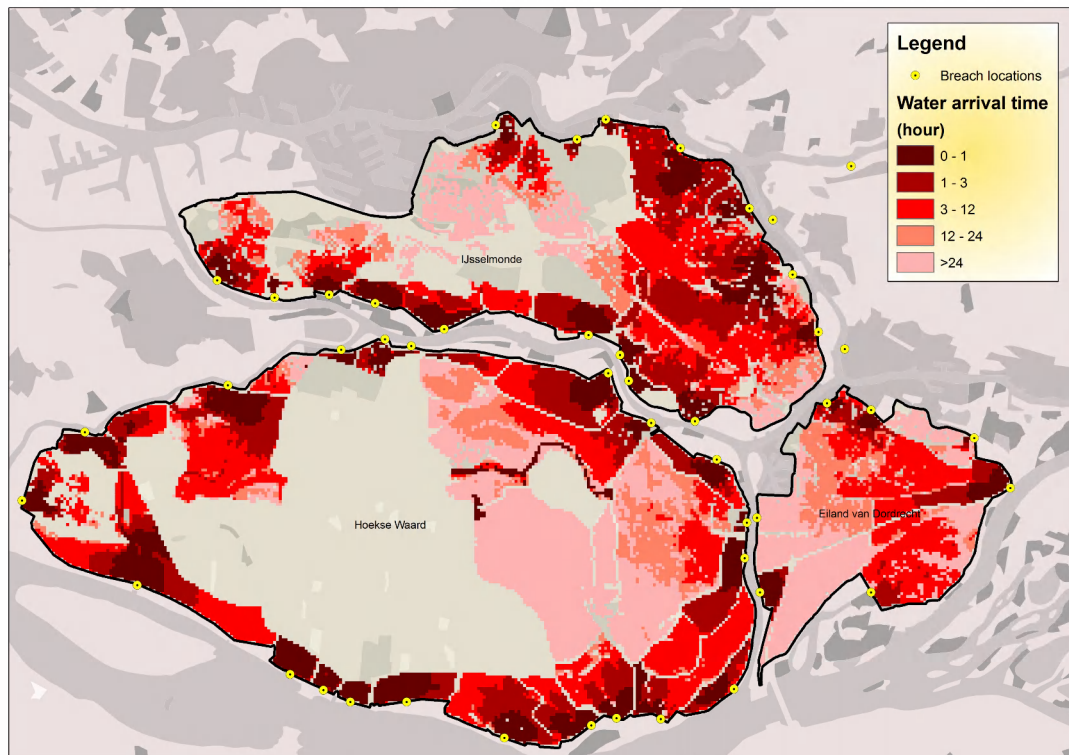 Legend
Breach locations
Water arrival time
(hour)
0 - 1
1 - 3
3 - 12
12 - 24
>24
IJsselmonde
Hoekse Waard
Eiland van Dordrecht